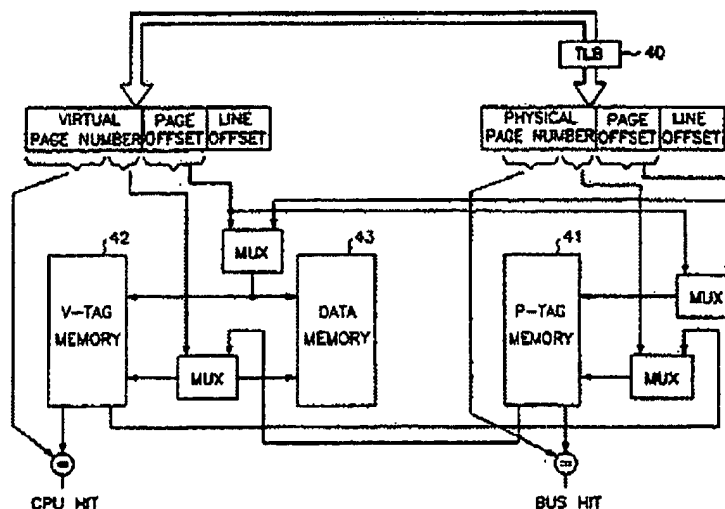 TLB 40
VIRTUAL PAGE NUMBER
PAGE OFFSET
LINE OFFSET
PHYSICAL PAGE NUMBER
PAGE OFFSET
LINE OFFSET
42
43
41
MUX
MUX
V-TAG MEMORY
DATA MEMORY
P-TAG MEMORY
MUX
MUX
=
=
CPU HIT
BUS HIT